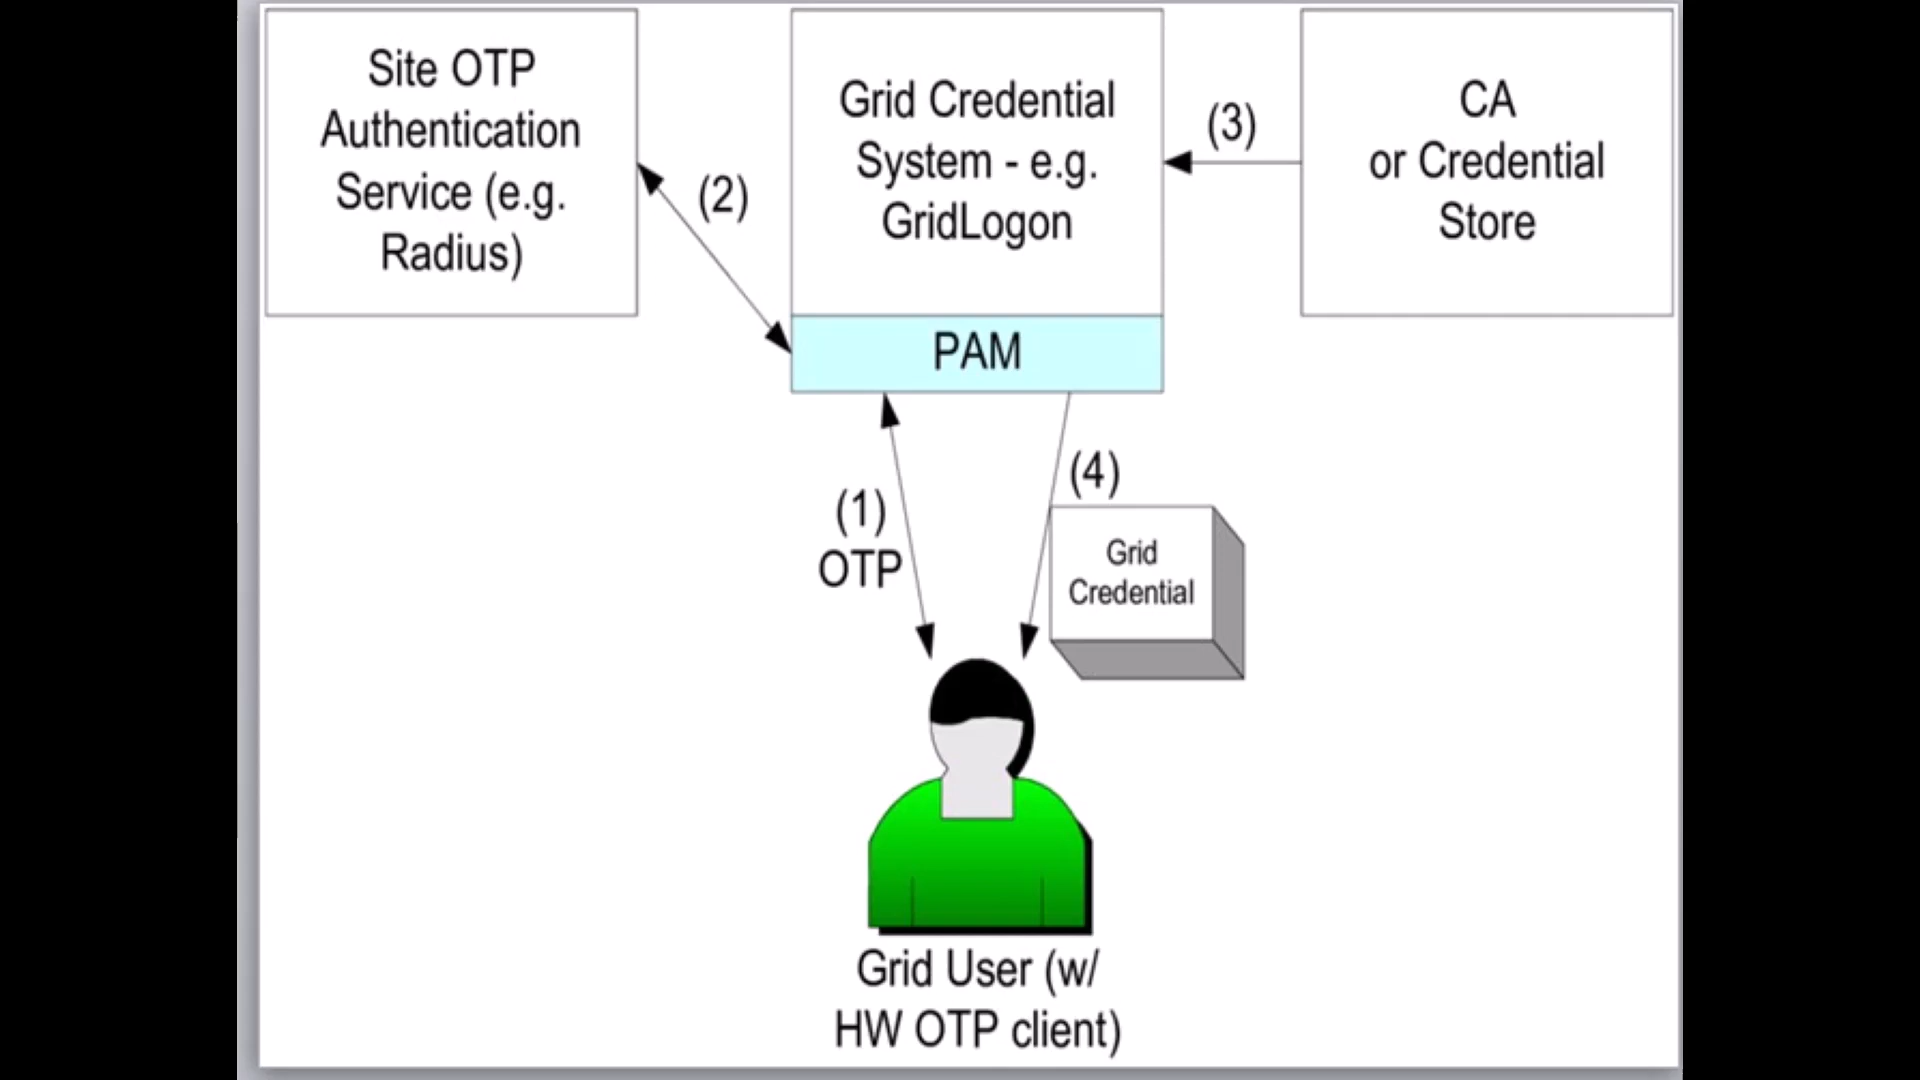 Site OTP
Authentication
Service (e.g.
Radius)
(2)
Grid Credential
System - e.g.
GridLogon
PAM
(3)
CA
or Credential
Store
(1)
OTP
(4)
Grid
Credential
Grid User (w/
HW OTP client)